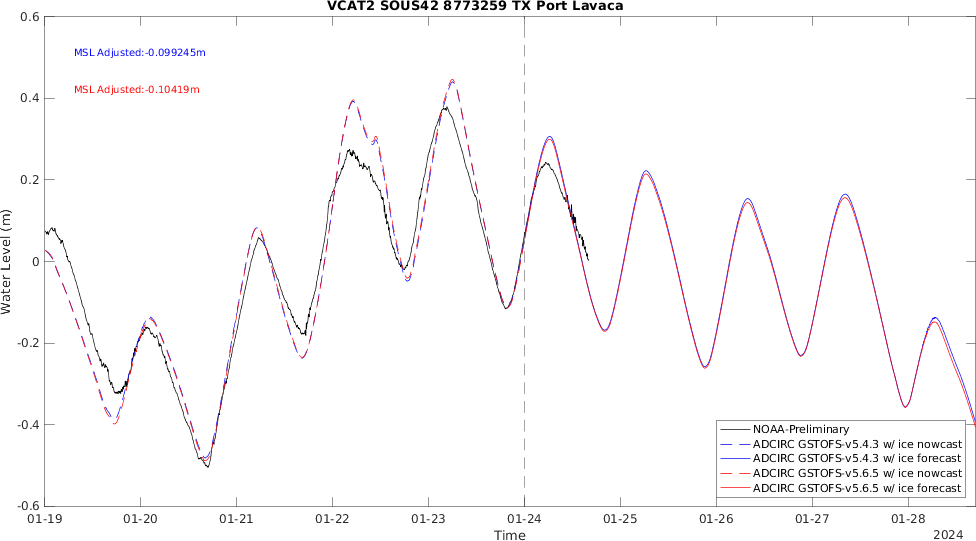 VCAT2 SOUS42 8773259 TX Port Lavaca
0.6
MSL Adjusted:-0.099245m
MSL Adjusted:-0.10419m
0.4
0.2
0
-0.2
-0.4
-0.6
Water Level (m)
NOAA-Preliminary
ADCIRC GSTOFS-v5.4.3 w/ ice nowcast
ADCIRC GSTOFS-v5.4.3 w/ ice forecast
ADCIRC GSTOFS-v5.6.5 w/ ice nowcast
ADCIRC GSTOFS-v5.6.5 w/ ice forecast
01-19 01-20 01-21 01-22 01-23 01-24 01-25 01-26 01-27 01-28
Time
2024